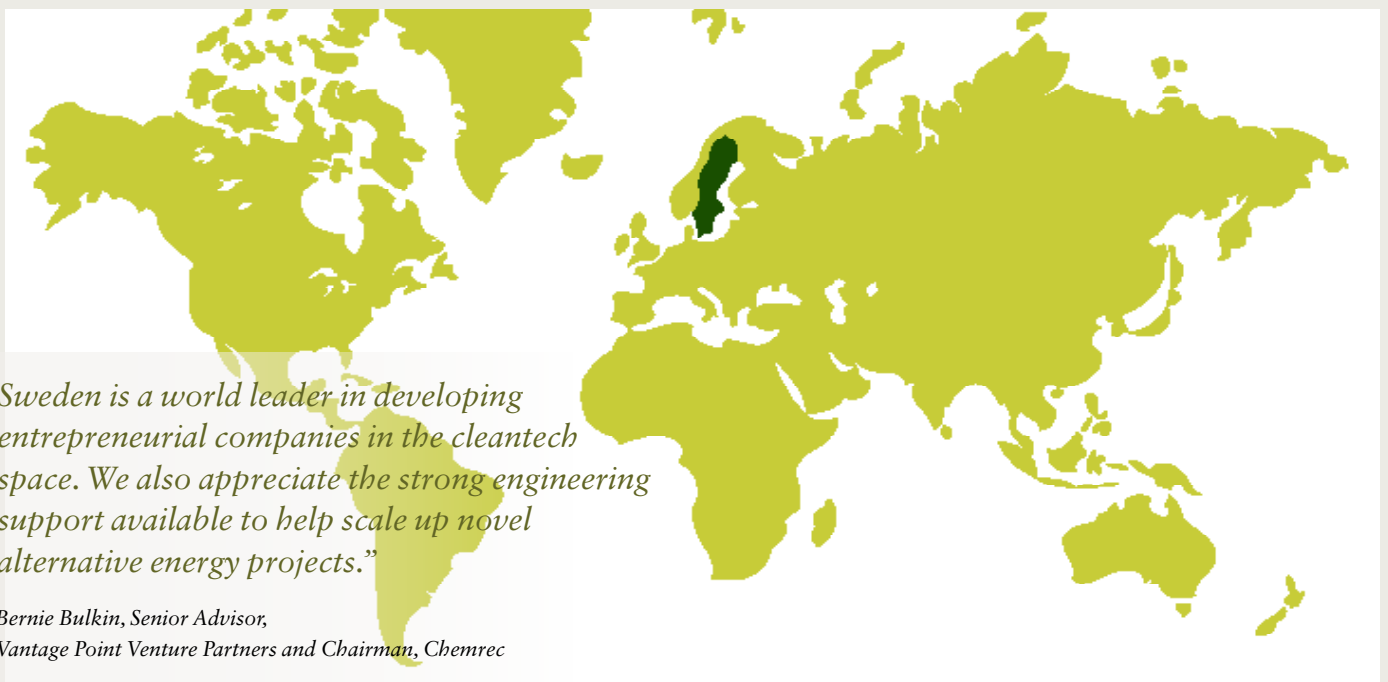 Sweden is a world leader in developing
entrepreneurial companies in the cleantech
space. We also appreciate the strong engineering
support available to help scale up novel
alternative energy projects.”
Bernie Bulkin, Senior Advisor,
Vantage Point Venture Partners and Chairman, Chemrec